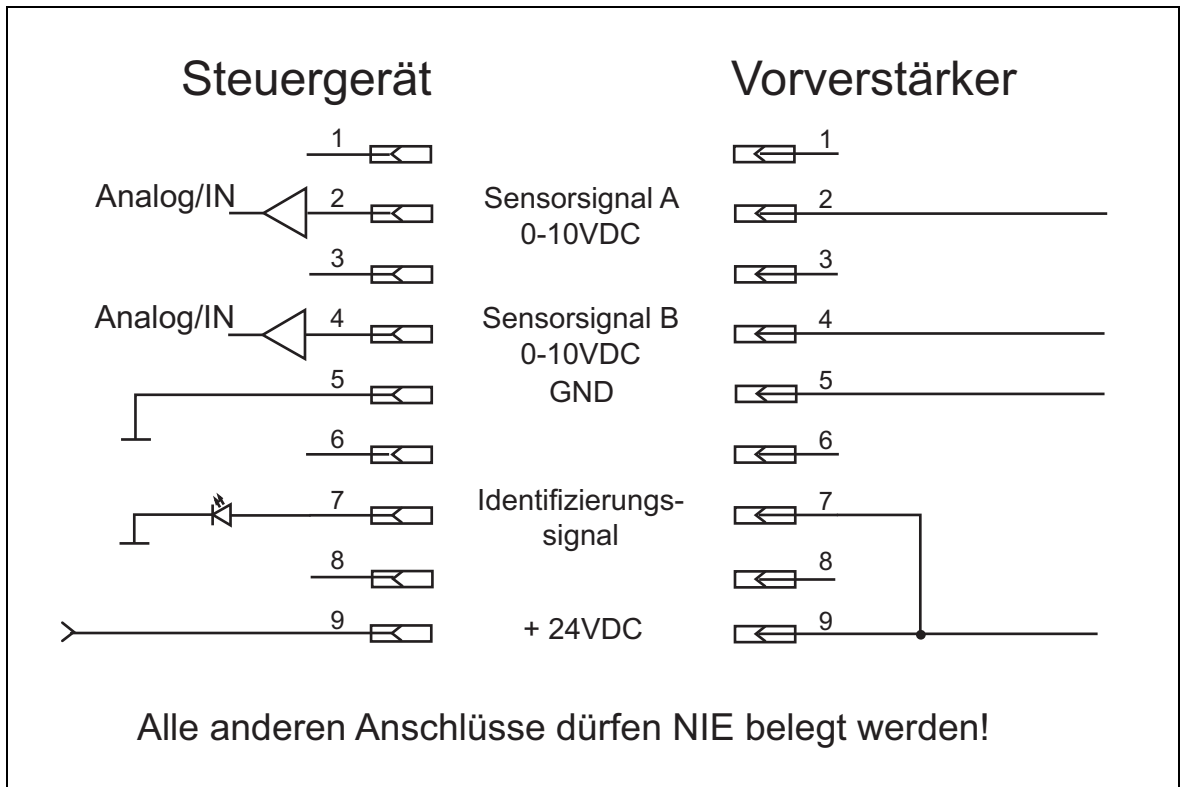 Steuergerät Vorverstärker
1 1
Analog/IN 2 Sensorsignal A 2
0-10VDC
3 3
Analog/IN 4 Sensorsignal B 4
0-10VDC
5 GND 5
6 6
7 Identifizierungs- 7
signal
8 8
9 + 24VDC 9
Alle anderen Anschlüsse dürfen NIE belegt werden!